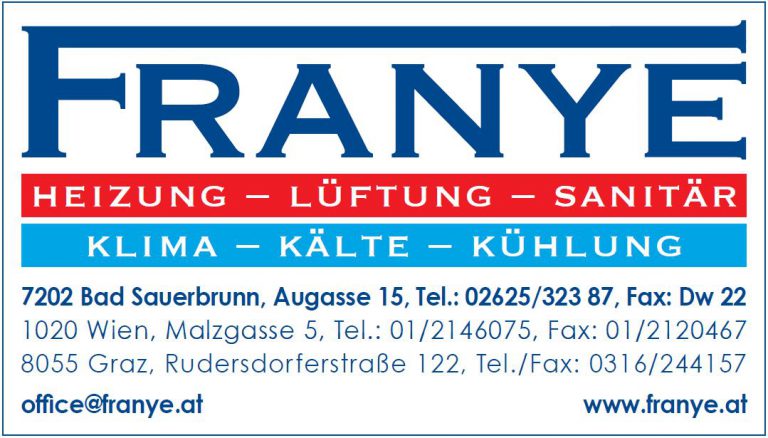 FRANYE
HEIZUNG – LÜFTUNG – SANITÄR
KLIMA – KÄLTE – KÜHLUNG
7202 Bad Sauerbrunn, Augasse 15, Tel.: 02625/323 87, Fax: Dw 22
1020 Wien, Malzgasse 5, Tel.: 01/2146075, Fax: 01/2120467
8055 Graz, Rudersdorferstraße 122, Tel./Fax: 0316/244157
office@franye.at www.franye.at